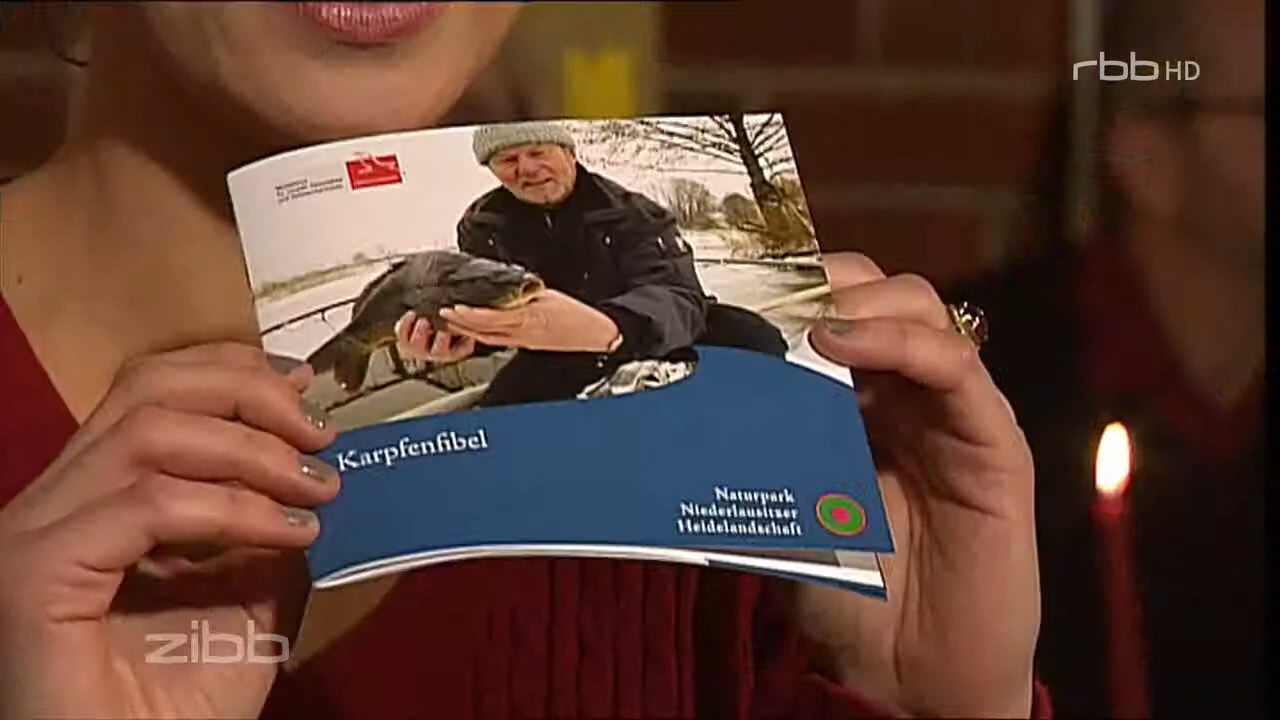 rbb HD
Karpfenfibel
Naturpark
Niederlausitzer
Heidelandschaft
zibb